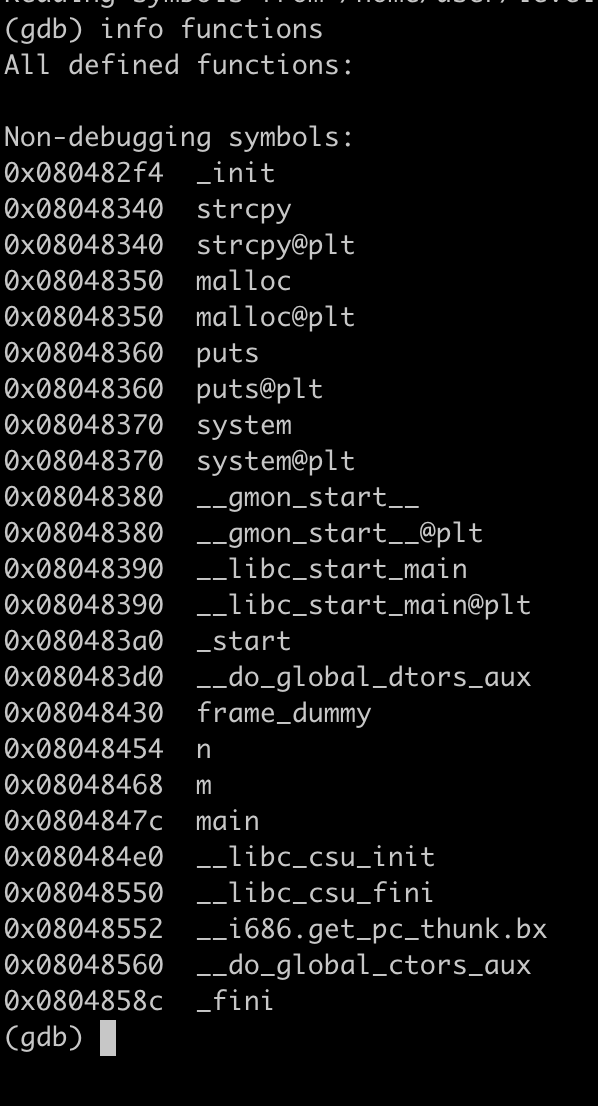 (gdb) info functions
All defined functions:
Non-debugging symbols:
0x080482f4  _init
0x08048340  strcpy
0x08048340  strcpy@plt
0x08048350  malloc
0x08048350  malloc@plt
0x08048360  puts
0x08048360  puts@plt
0x08048370  system
0x08048370  system@plt
0x08048380  __gmon_start__
0x08048380  __gmon_start__@plt
0x08048390  __libc_start_main
0x08048390  __libc_start_main@plt
0x080483a0  _start
0x080483d0  __do_global_dtors_aux
0x08048430  frame_dummy
0x08048454  n
0x08048468  m
0x0804847c  main
0x080484e0  __libc_csu_init
0x08048550  __libc_csu_fini
0x08048552  __i686.get_pc_thunk.bx
0x08048560  __do_global_ctors_aux
0x0804858c  _fini
(gdb)